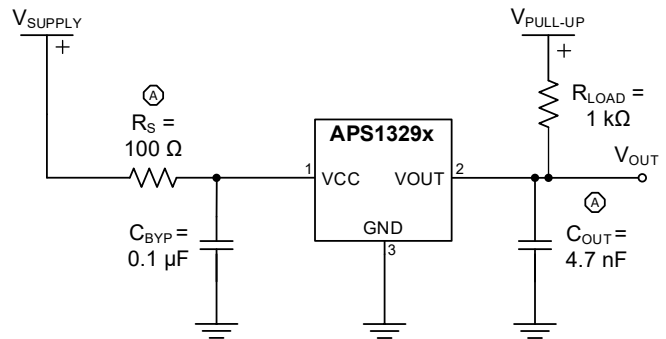 VSUPPLY
+
A
RS =
100 Ω
APS1329x
1
VCC
VOUT
2
GND
3
CBYP =
0.1 µF
VPULL-UP
+
RLOAD =
1 kΩ
VOUT
A
COUT =
4.7 nF